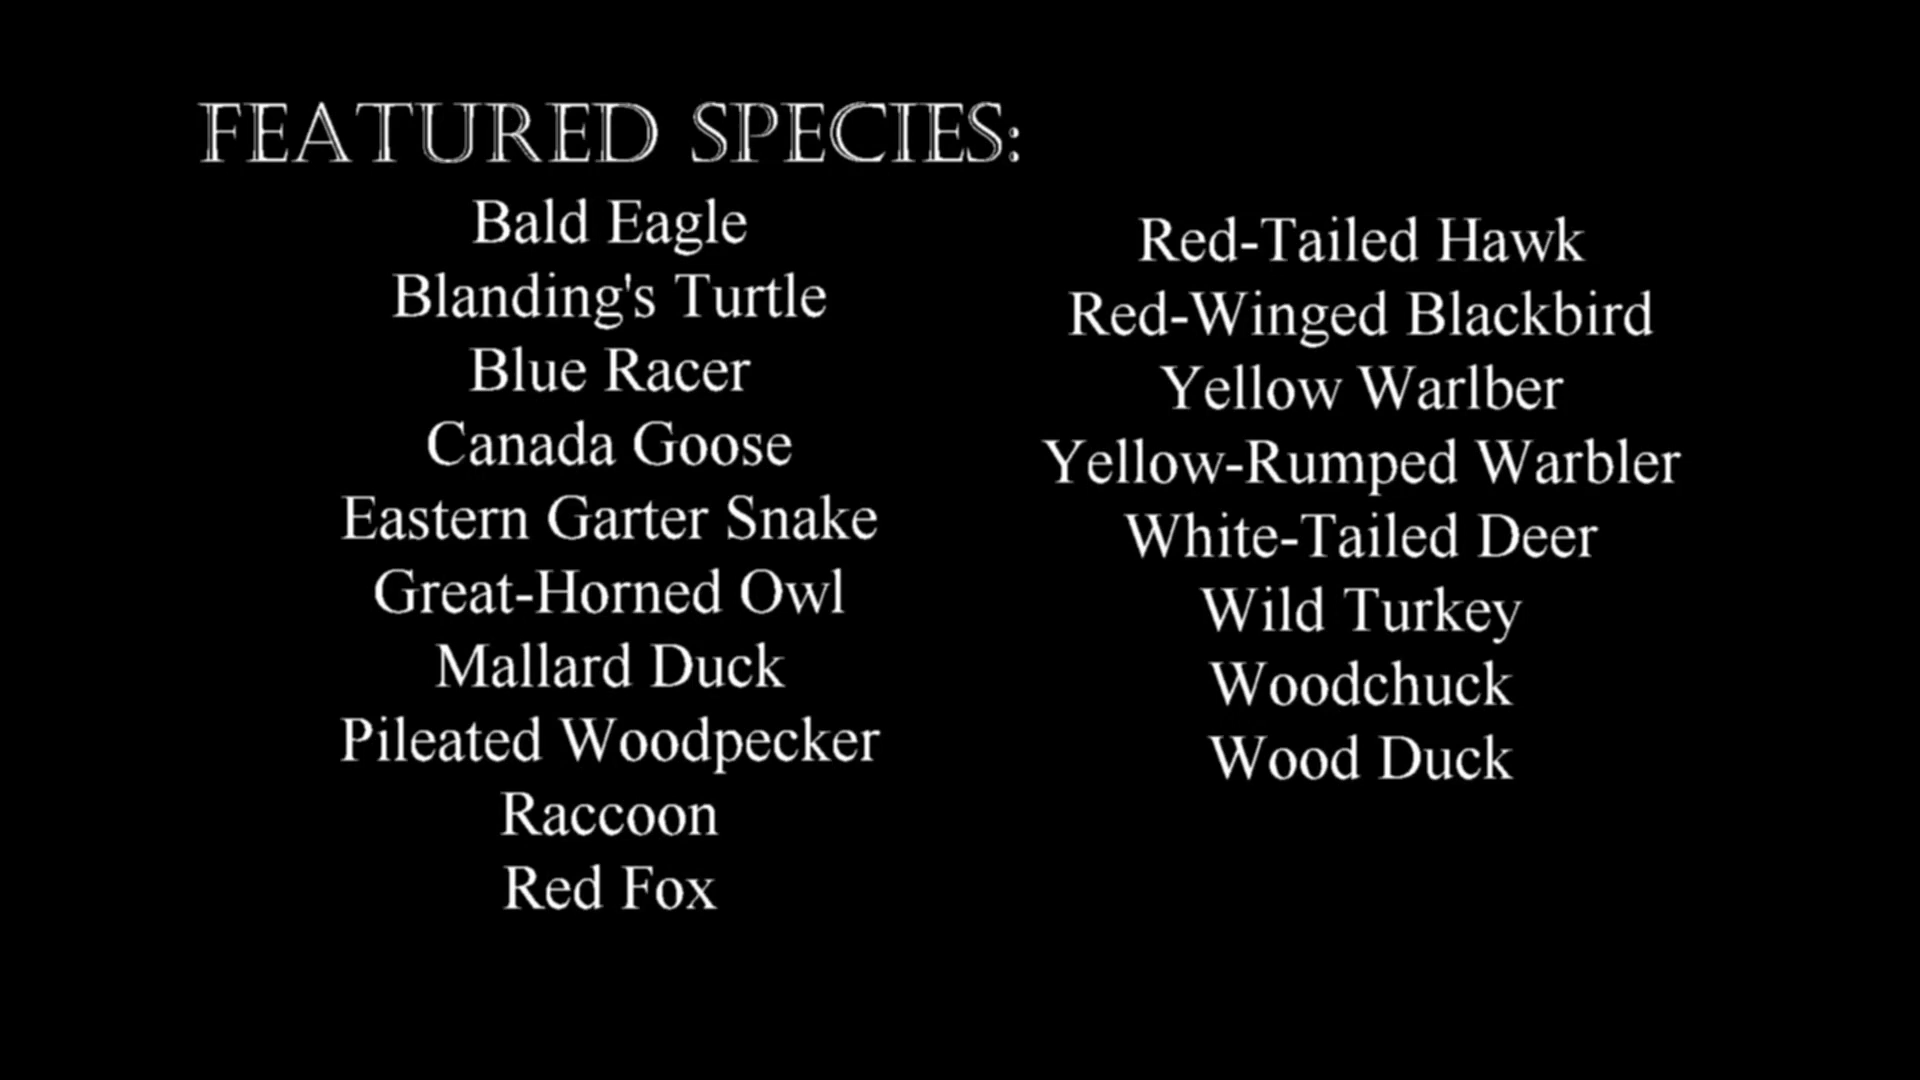 FEATURED SPECIES:
Bald Eagle
Blanding's Turtle
Blue Racer
Canada Goose
Eastern Garter Snake
Great-Horned Owl
Mallard Duck
Pileated Woodpecker
Raccoon
Red Fox
Red-Tailed Hawk
Red-Winged Blackbird
Yellow Warlber
Yellow-Rumped Warbler
White-Tailed Deer
Wild Turkey
Woodchuck
Wood Duck